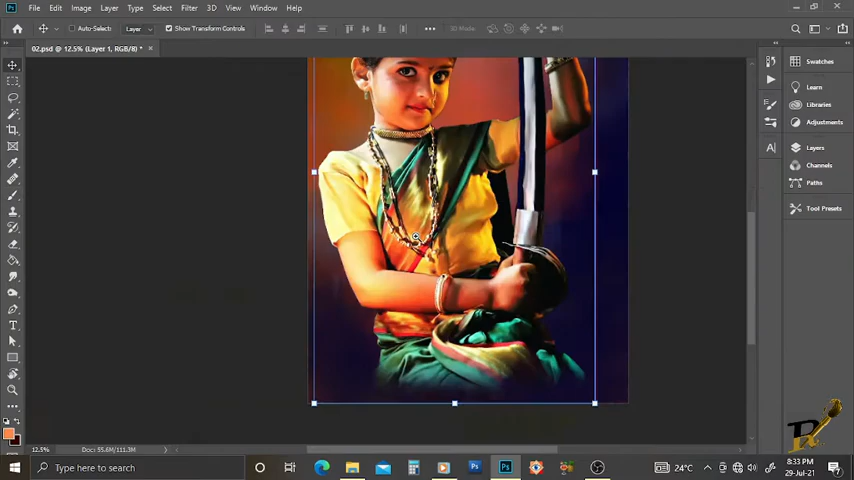 File Edit Image Layer Type Select Filter 3D View Window Help
Auto-Select: Layer Show Transform Controls 3D Mode:
02.psd @ 12.5% (Layer 1, RGB/8) *
Swatches
Learn
Libraries
Adjustments
Layers
Channels
Paths
Tool Presets
12.5% Doc: 55.6M/111.3M
Type here to search
24°C
8:33 PM
29-Jul-21